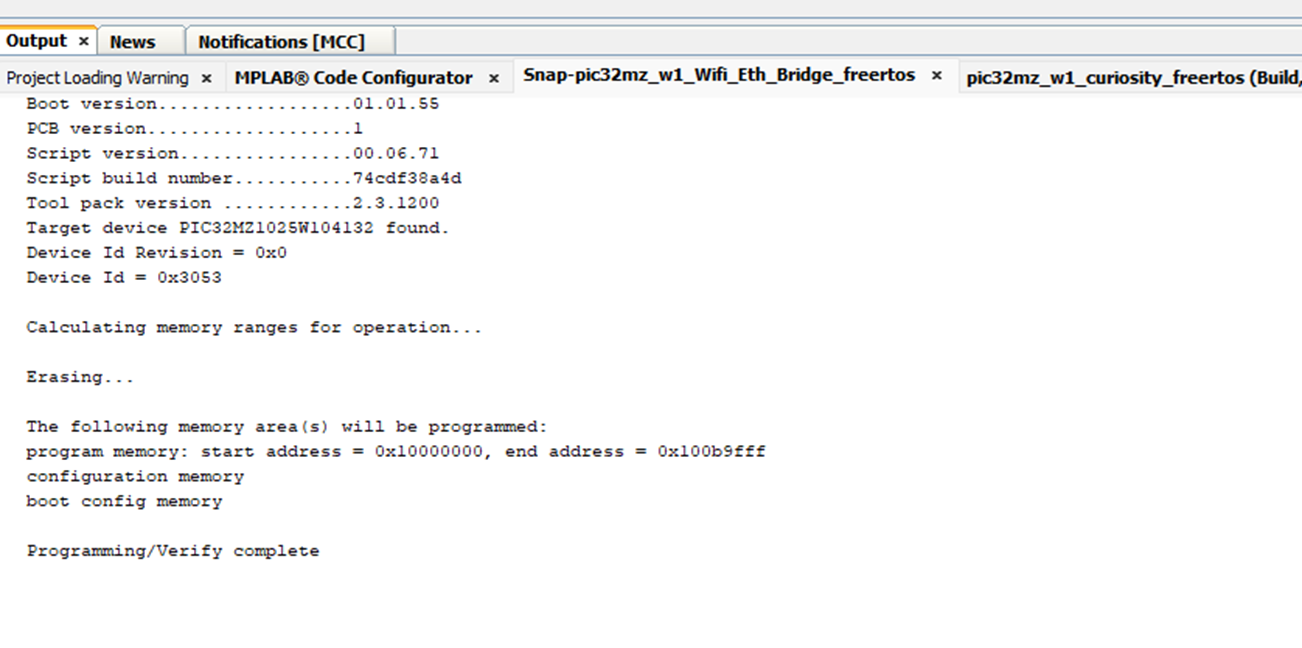 Output × News Notifications [MCC]
Project Loading Warning × MPLAB® Code Configurator × Snap-pic32mz_w1_Wifi_Eth_Bridge_freertos × pic32mz_w1_curiosity_freertos (Build,
Boot version..................01.01.55
PCB version...................1
Script version................00.06.71
Script build number...........74cdf38a4d
Tool pack version ............2.3.1200
Target device PIC32MZ1025W104132 found.
Device Id Revision = 0x0
Device Id = 0x3053
Calculating memory ranges for operation...
Erasing...
The following memory area(s) will be programmed:
program memory: start address = 0x10000000, end address = 0x100b9fff
configuration memory
boot config memory
Programming/Verify complete